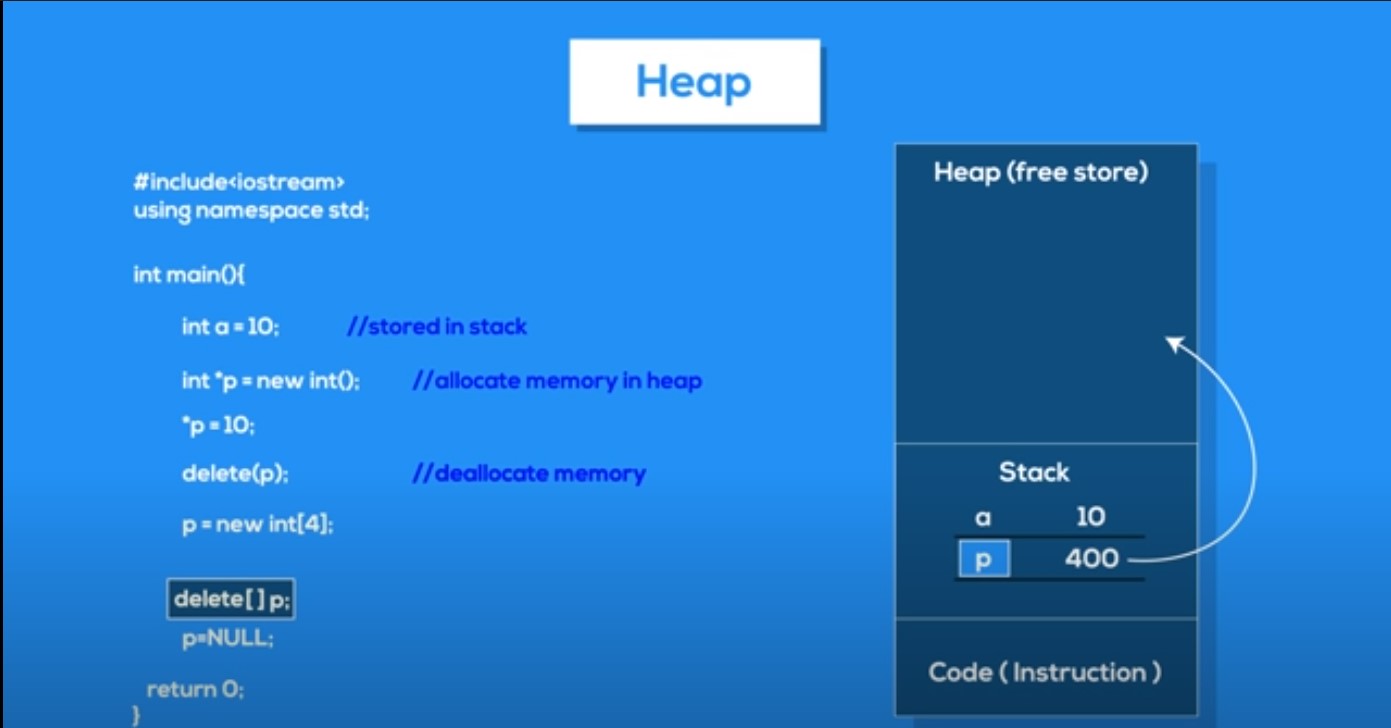 Heap
#include<iostream>
using namespace std;
int main(){
int a = 10; //stored in stack
int *p = new int(); //allocate memory in heap
*p = 10;
delete(p); //deallocate memory
p = new int[4];
delete[] p;
p=NULL;
return 0;
}
Heap (free store)
Stack
a 10
p 400
Code ( Instruction )